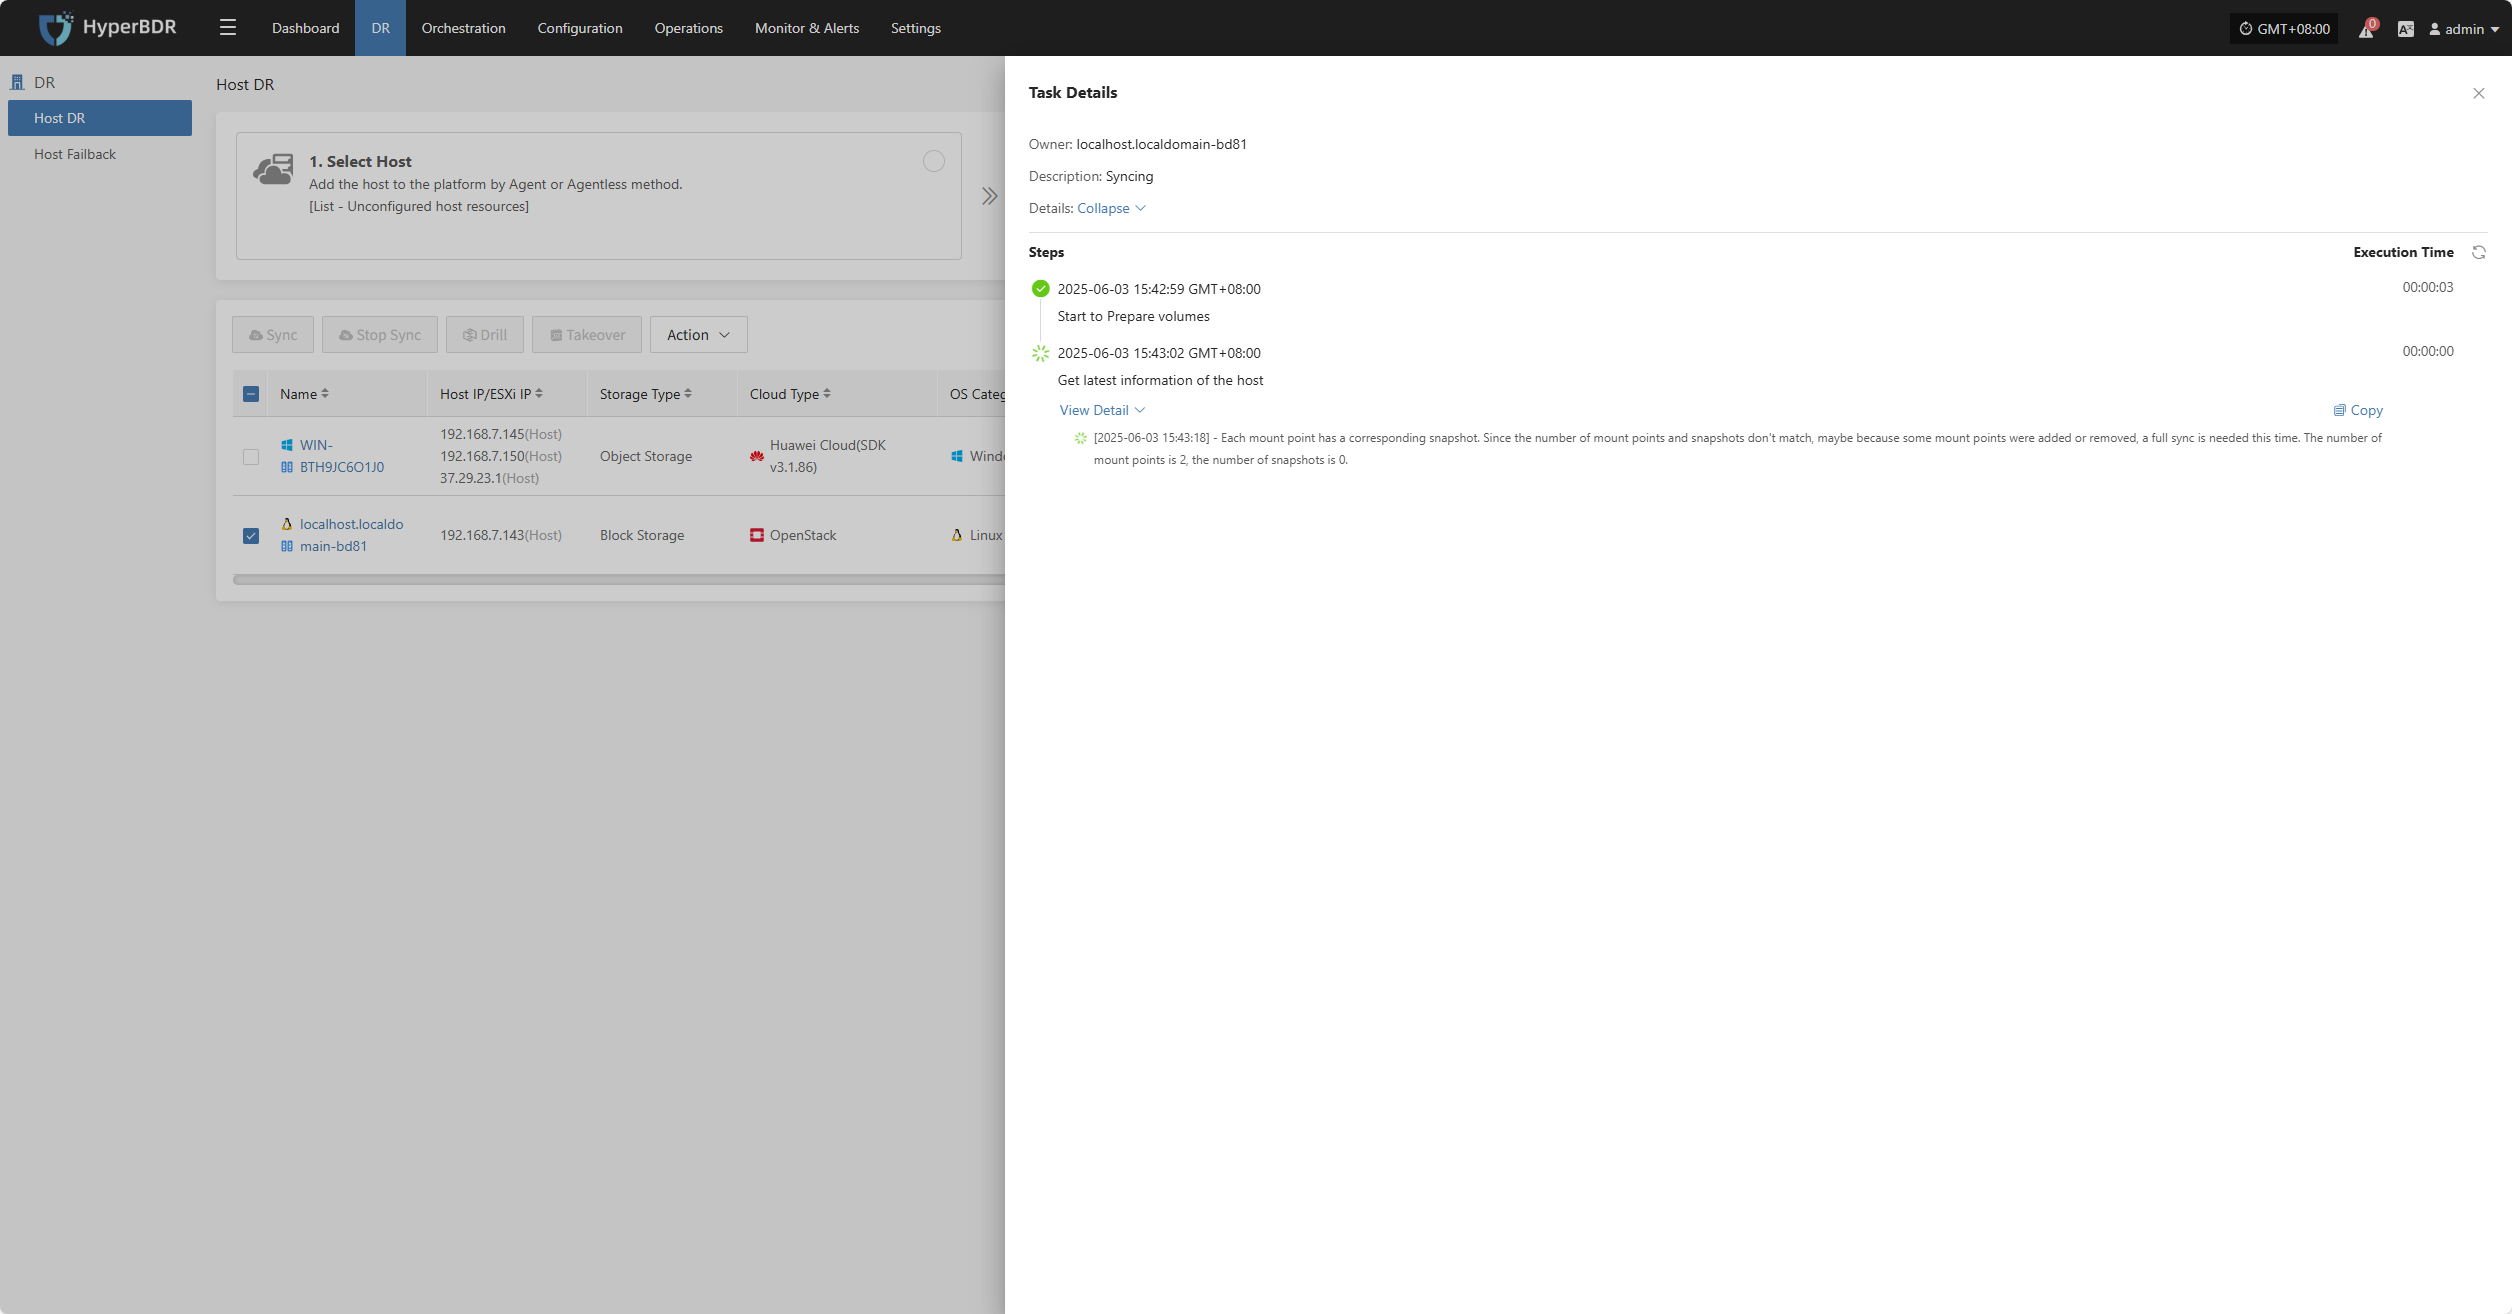 HyperBDR
Dashboard
DR
Orchestration
Configuration
Operations
Monitor & Alerts
Settings
GMT+08:00
0
admin
DR
Host DR
Host Failback
Host DR
1. Select Host
Add the host to the platform by Agent or Agentless method.
[List - Unconfigured host resources]
Sync
Stop Sync
Drill
Takeover
Action
Name
Host IP/ESXi IP
Storage Type
Cloud Type
OS Categ
WIN-
BTH9JC6O1J0
192.168.7.145(Host)
192.168.7.150(Host)
37.29.23.1(Host)
Object Storage
Huawei Cloud(SDK
v3.1.86)
Windo
localhost.localdo
main-bd81
192.168.7.143(Host)
Block Storage
OpenStack
Linux
Task Details
Owner: localhost.localdomain-bd81
Description: Syncing
Details: Collapse
Steps
Execution Time
2025-06-03 15:42:59 GMT+08:00
00:00:03
Start to Prepare volumes
2025-06-03 15:43:02 GMT+08:00
00:00:00
Get latest information of the host
View Detail
Copy
[2025-06-03 15:43:18] - Each mount point has a corresponding snapshot. Since the number of mount points and snapshots don't match, maybe because some mount points were added or removed, a full sync is needed this time. The number of
mount points is 2, the number of snapshots is 0.